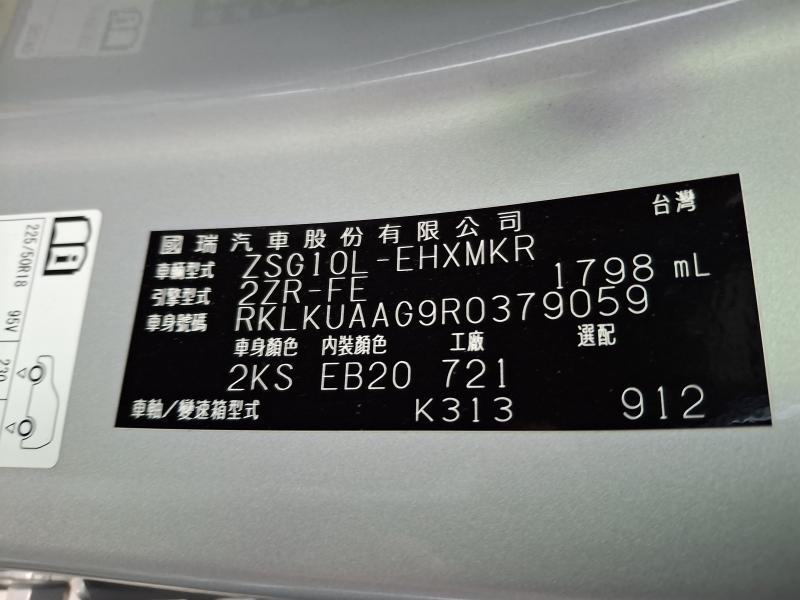 國瑞汽車股份有限公司 台灣
車輛型式 ZSG10L-EHXMKR
引擎型式 2ZR-FE 1798 mL
車身號碼 RKLKUAAG9R0379059
車身顏色 內裝顏色 工廠 選配
2KS EB20 721
車軸/變速箱型式 K313 912
225/50R18 95V 230